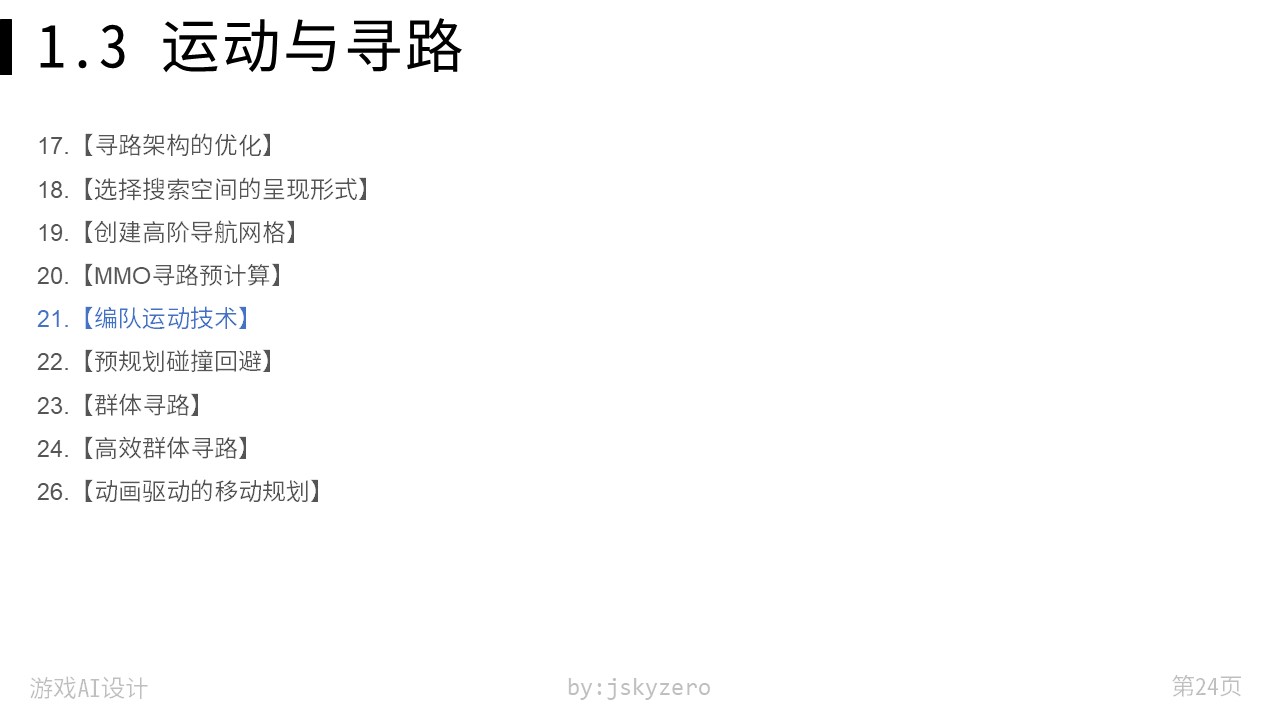 1.3 运动与寻路
17.【寻路架构的优化】
18.【选择搜索空间的呈现形式】
19.【创建高阶导航网格】
20.【MMO寻路预计算】
21.【编队运动技术】
22.【预规划碰撞回避】
23.【群体寻路】
24.【高效群体寻路】
26.【动画驱动的移动规划】
游戏AI设计
by:jskyzero
第24页